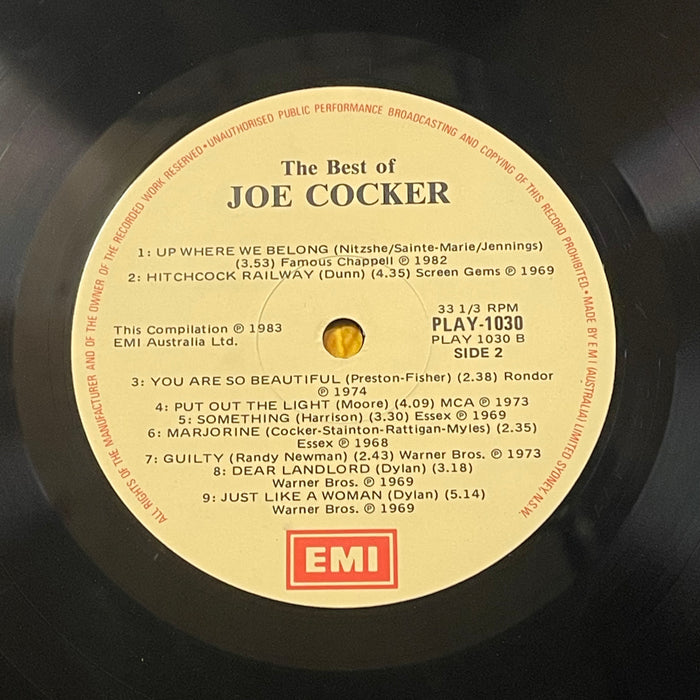 The Best of
JOE COCKER
1: UP WHERE WE BELONG (Nitzshe/Sainte-Marie/Jennings)
(3.53) Famous Chappell ℗ 1982
2: HITCHCOCK RAILWAY (Dunn) (4.35) Screen Gems ℗ 1969
This Compilation ℗ 1983
EMI Australia Ltd.
33 1/3 RPM
PLAY-1030
PLAY 1030 B
SIDE 2
3: YOU ARE SO BEAUTIFUL (Preston-Fisher) (2.38) Rondor
℗ 1974
4: PUT OUT THE LIGHT (Moore) (4.09) MCA ℗ 1973
5: SOMETHING (Harrison) (3.30) Essex ℗ 1969
6: MARJORINE (Cocker-Stainton-Rattigan-Myles) (2.35)
Essex ℗ 1968
7: GUILTY (Randy Newman) (2.43) Warner Bros. ℗ 1973
8: DEAR LANDLORD (Dylan) (3.18)
Warner Bros. ℗ 1969
9: JUST LIKE A WOMAN (Dylan) (5.14)
Warner Bros. ℗ 1969
EMI
ALL RIGHTS OF THE MANUFACTURER AND OF THE OWNER OF THE RECORDED WORK RESERVED • UNAUTHORISED PUBLIC PERFORMANCE BROADCASTING AND COPYING OF THIS RECORD PROHIBITED • MADE BY E M I (AUSTRALIA) LIMITED SYDNEY, N.S.W.